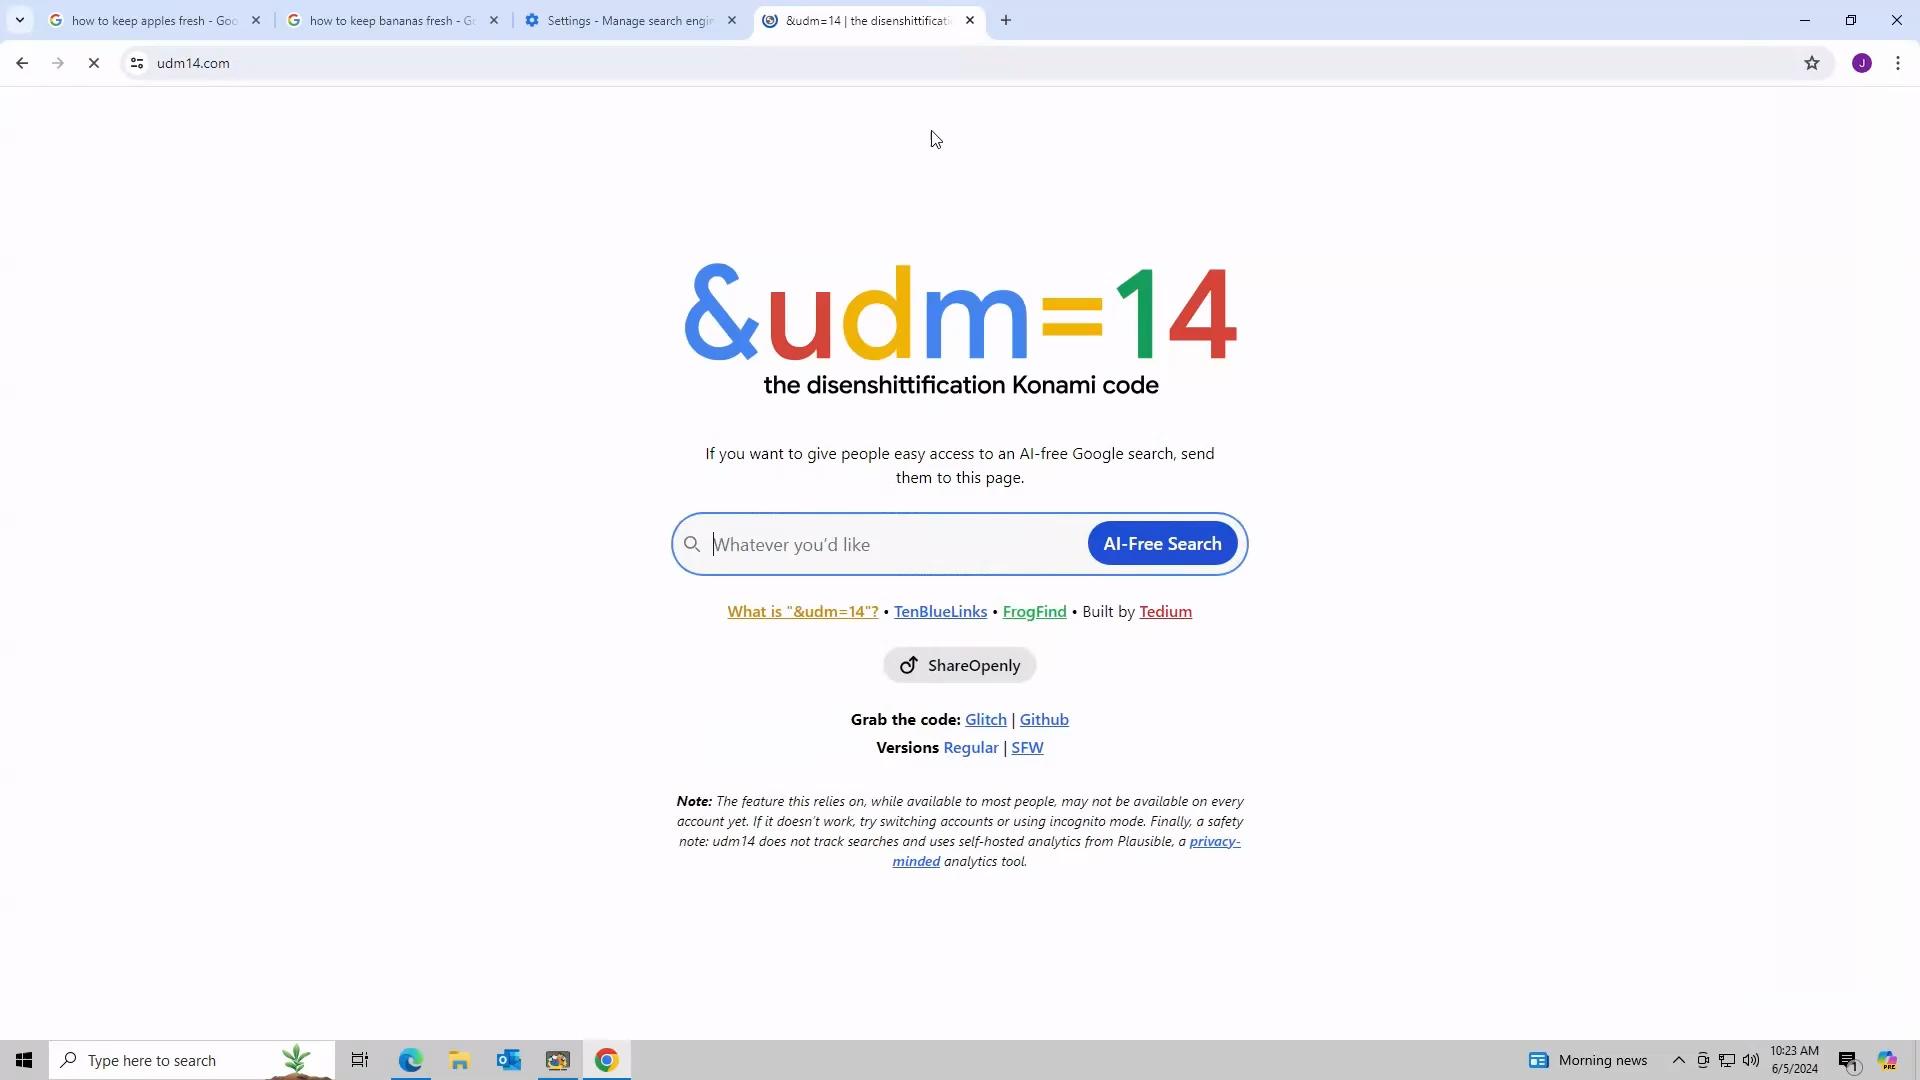 how to keep apples fresh - Goo
how to keep bananas fresh - Go
Settings - Manage search engin
&udm=14 | the disenshittificatio
udm14.com
J
&udm=14
the disenshittification Konami code
If you want to give people easy access to an AI-free Google search, send
them to this page.
Whatever you'd like
AI-Free Search
What is "&udm=14"? • TenBlueLinks • FrogFind • Built by Tedium
ShareOpenly
Grab the code: Glitch | Github
Versions Regular | SFW
Note: The feature this relies on, while available to most people, may not be available on every
account yet. If it doesn't work, try switching accounts or using incognito mode. Finally, a safety
note: udm14 does not track searches and uses self-hosted analytics from Plausible, a privacy-
minded analytics tool.
Type here to search
Morning news
10:23 AM
6/5/2024
1
PRE